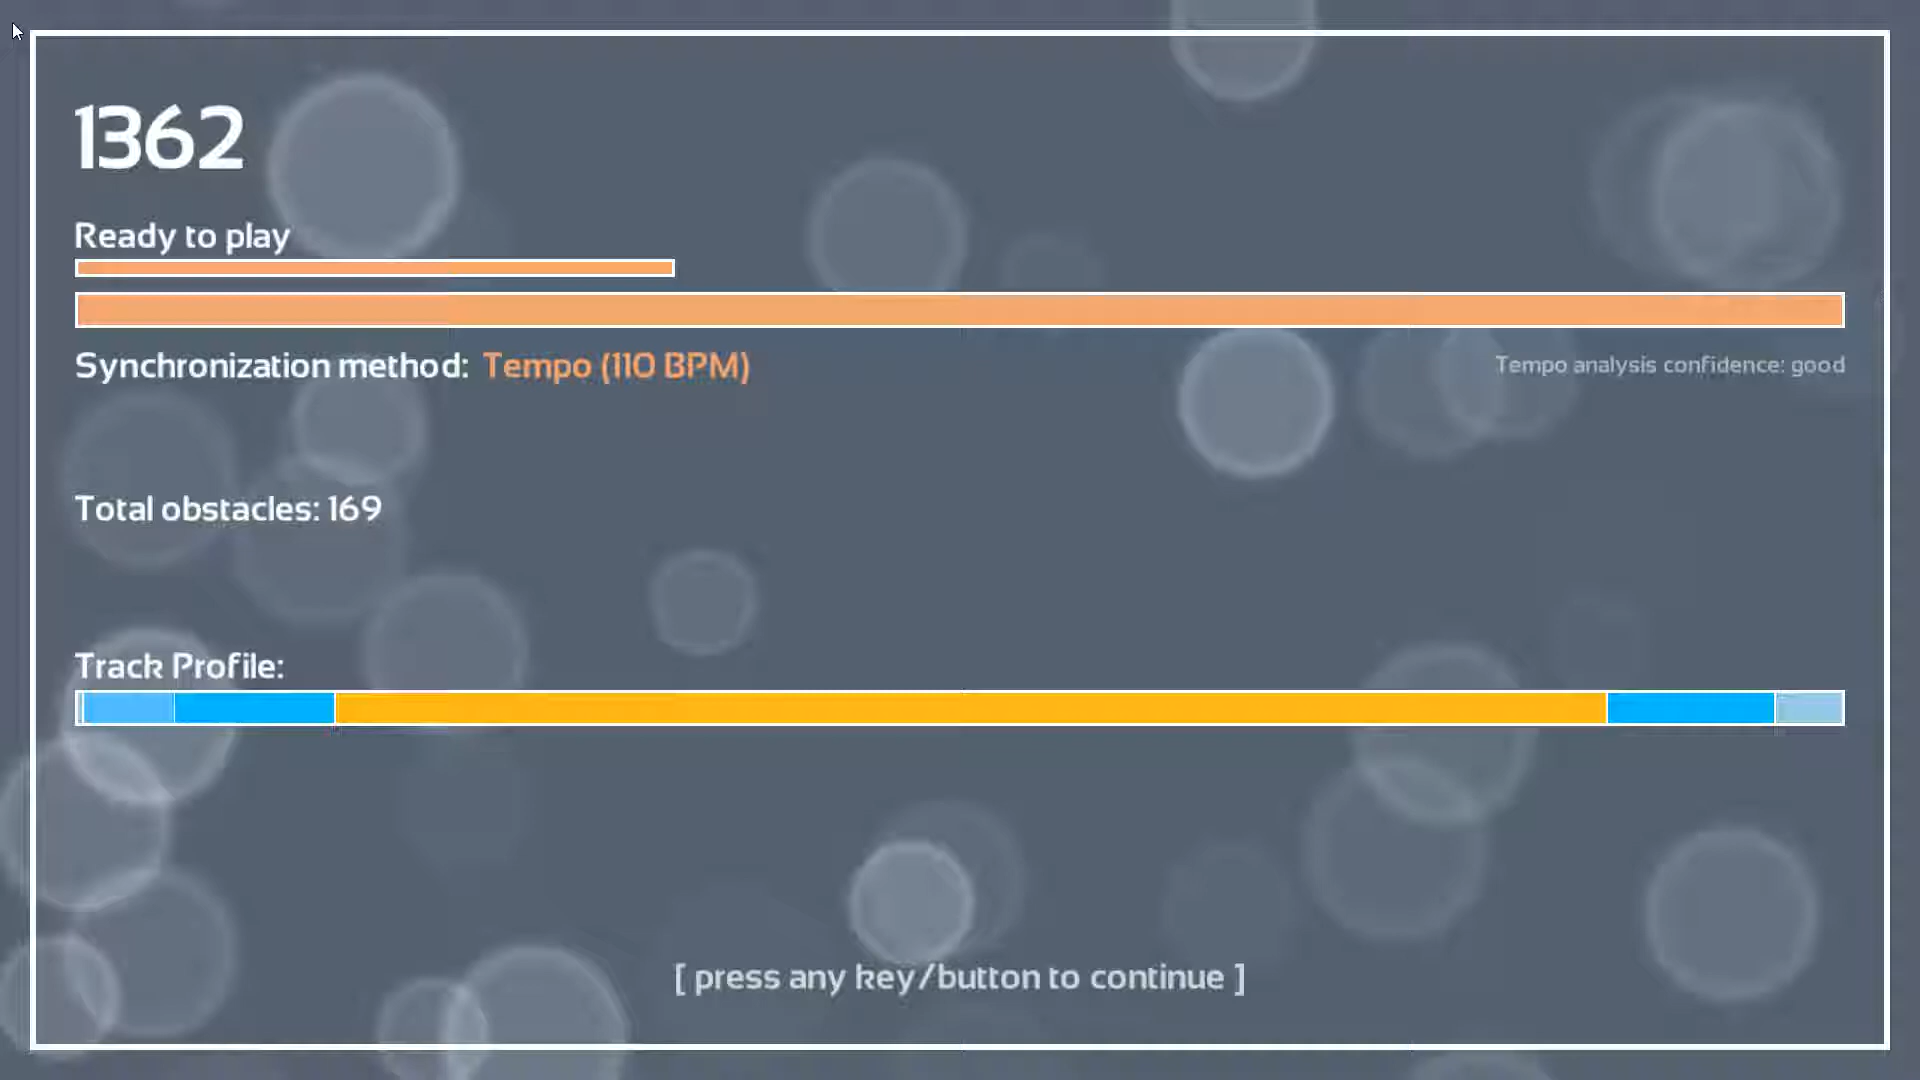 1362
Ready to play
Synchronization method: Tempo (110 BPM)
Tempo analysis confidence: good
Total obstacles: 169
Track Profile:
[ press any key/button to continue ]